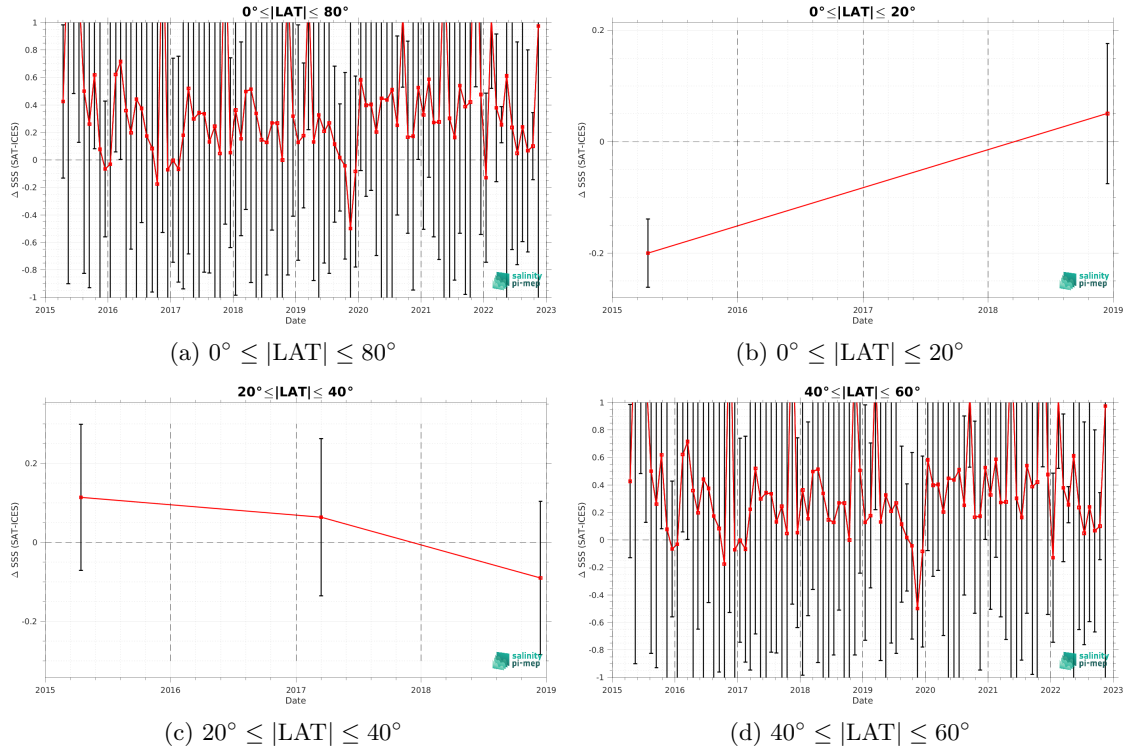 0°≤|LAT|≤ 80°
Δ SSS (SAT-ICES)
1
0.8
0.6
0.4
0.2
0
-0.2
-0.4
-0.6
-0.8
-1
2015 2016 2017 2018 2019 2020 2021 2022 2023
Date
salinity
pi-mep
(a) 0° ≤ |LAT| ≤ 80°
0°≤|LAT|≤ 20°
Δ SSS (SAT-ICES)
0.2
0
-0.2
2015 2016 2017 2018 2019
Date
salinity
pi-mep
(b) 0° ≤ |LAT| ≤ 20°
20°≤|LAT|≤ 40°
Δ SSS (SAT-ICES)
0.2
0
-0.2
2015 2016 2017 2018 2019
Date
salinity
pi-mep
(c) 20° ≤ |LAT| ≤ 40°
40°≤|LAT|≤ 60°
Δ SSS (SAT-ICES)
1
0.8
0.6
0.4
0.2
0
-0.2
-0.4
-0.6
-0.8
-1
2015 2016 2017 2018 2019 2020 2021 2022 2023
Date
salinity
pi-mep
(d) 40° ≤ |LAT| ≤ 60°